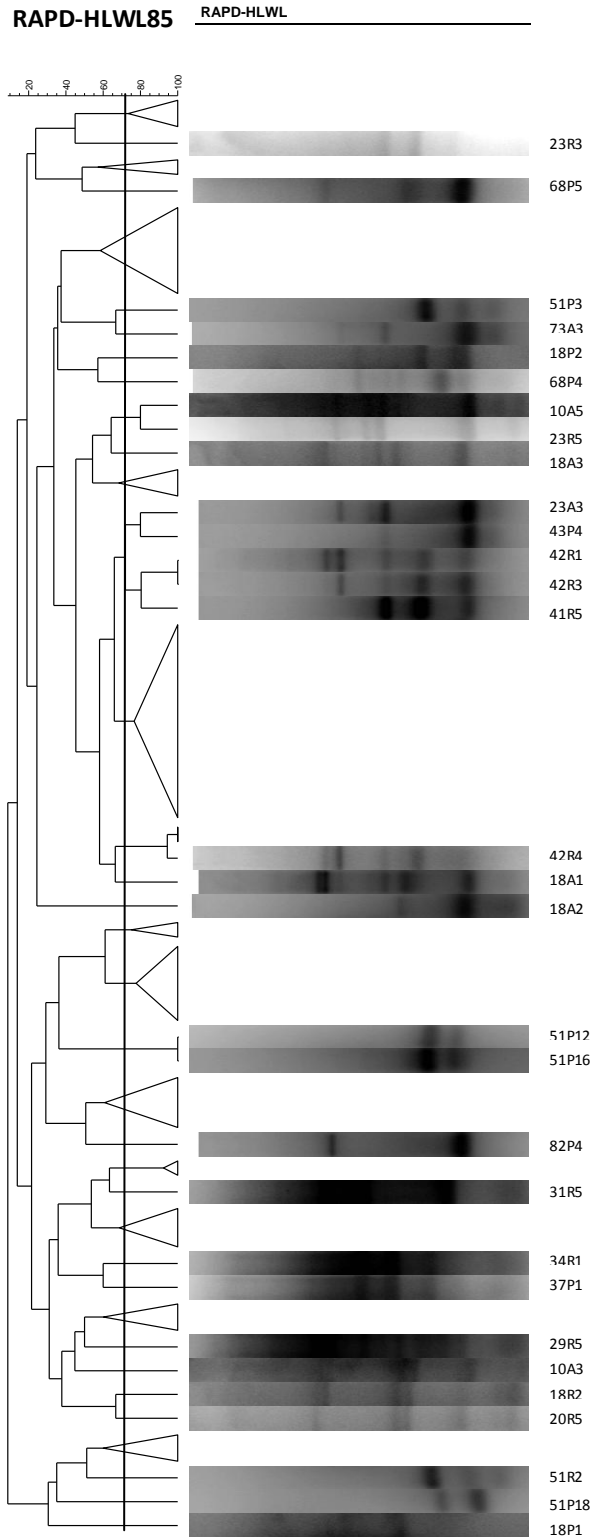 RAPD-HLWL85
RAPD-HLWL
20
40
60
80
100
23R3
68P5
51P3
73A3
18P2
68P4
10A5
23R5
18A3
23A3
43P4
42R1
42R3
41R5
42R4
18A1
18A2
51P12
51P16
82P4
31R5
34R1
37P1
29R5
10A3
18R2
20R5
51R2
51P18
18P1